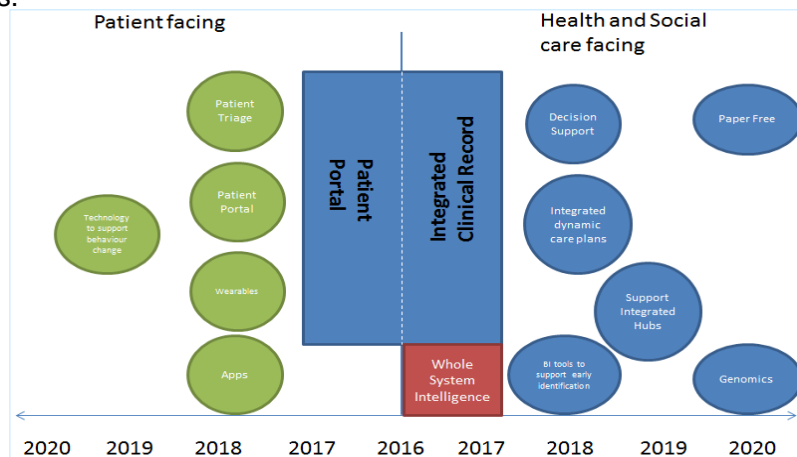 s.
Patient facing
Health and Social
care facing
Patient
Triage
Patient
Portal
Technology
to support
behaviour
change
Wearables
Apps
Patient
Portal
Integrated
Clinical Record
Whole
System
Intelligence
Decision
Support
Paper Free
Integrated
dynamic
care plans
Support
Integrated
Hubs
BI tools to
support early
identification
Genomics
2020 2019 2018 2017 2016 2017 2018 2019 2020